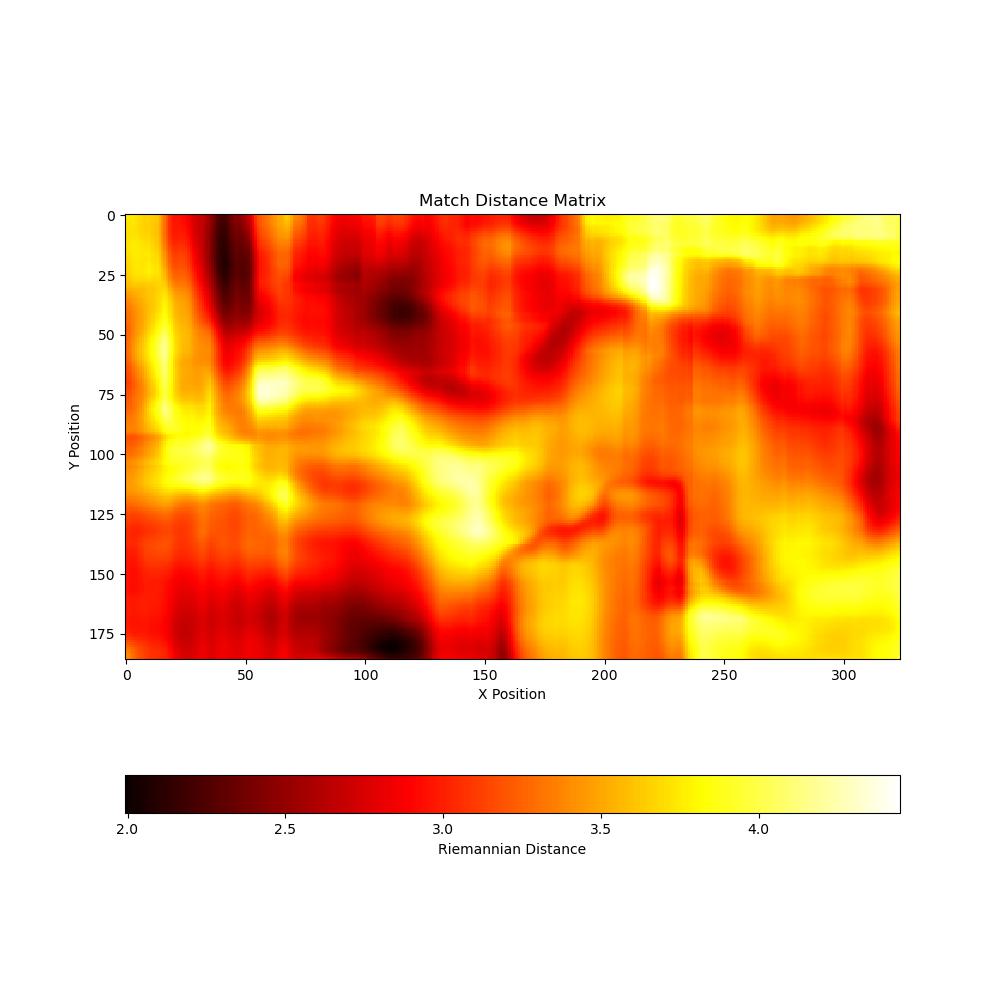 Match Distance Matrix
0
25
50
75
100
125
150
175
Y Position
0 50 100 150 200 250 300
X Position
2.0 2.5 3.0 3.5 4.0
Riemannian Distance